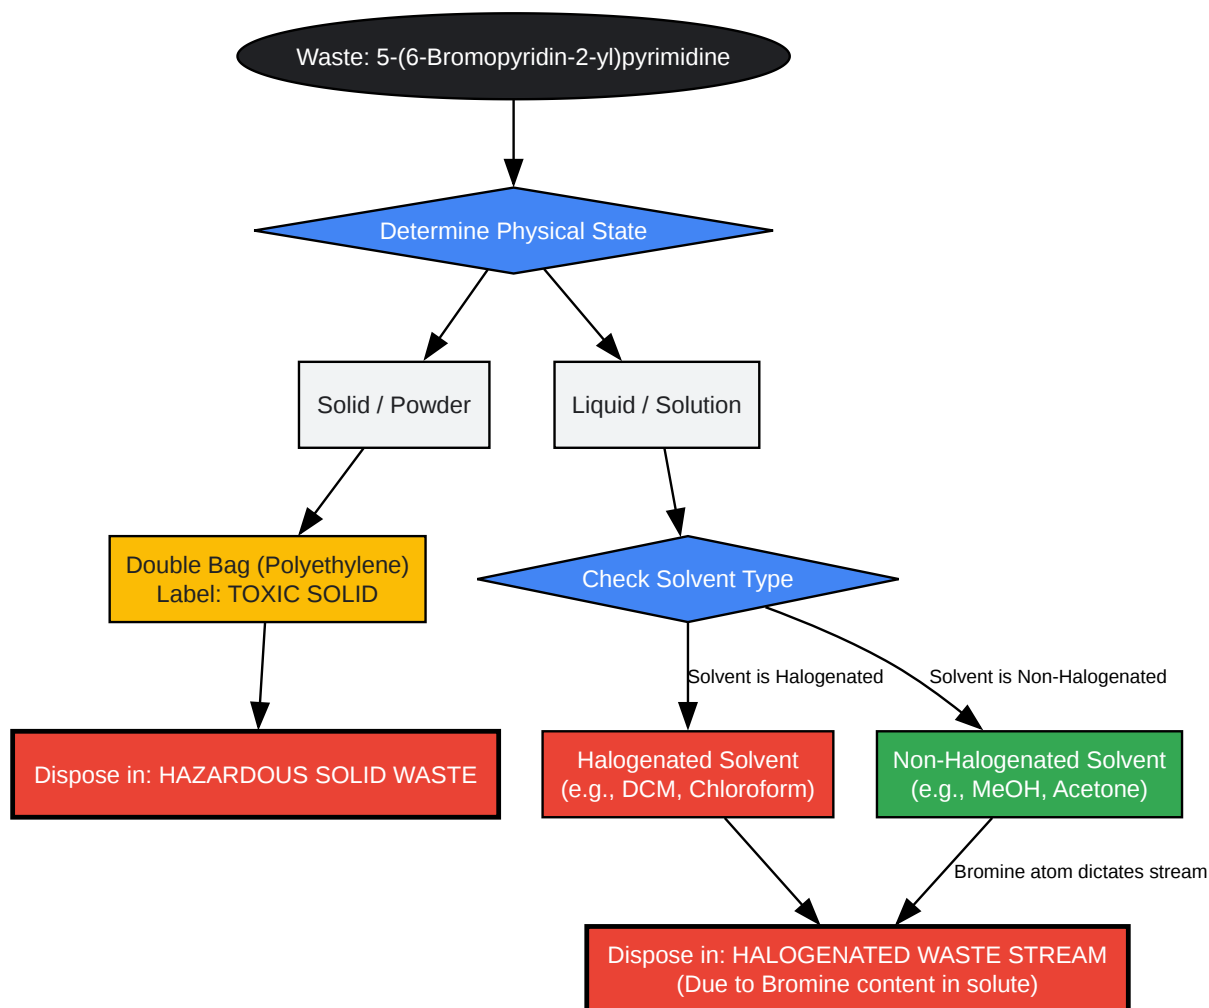 Waste: 5-(6-Bromopyridin-2-yl)pyrimidine
Determine Physical State
Solid / Powder
Liquid / Solution
Double Bag (Polyethylene)
Label: TOXIC SOLID
Check Solvent Type
Solvent is Halogenated
Solvent is Non-Halogenated
Dispose in: HAZARDOUS SOLID WASTE
Halogenated Solvent
(e.g., DCM, Chloroform)
Non-Halogenated Solvent
(e.g., MeOH, Acetone)
Bromine atom dictates stream
Dispose in: HALOGENATED WASTE STREAM
(Due to Bromine content in solute)